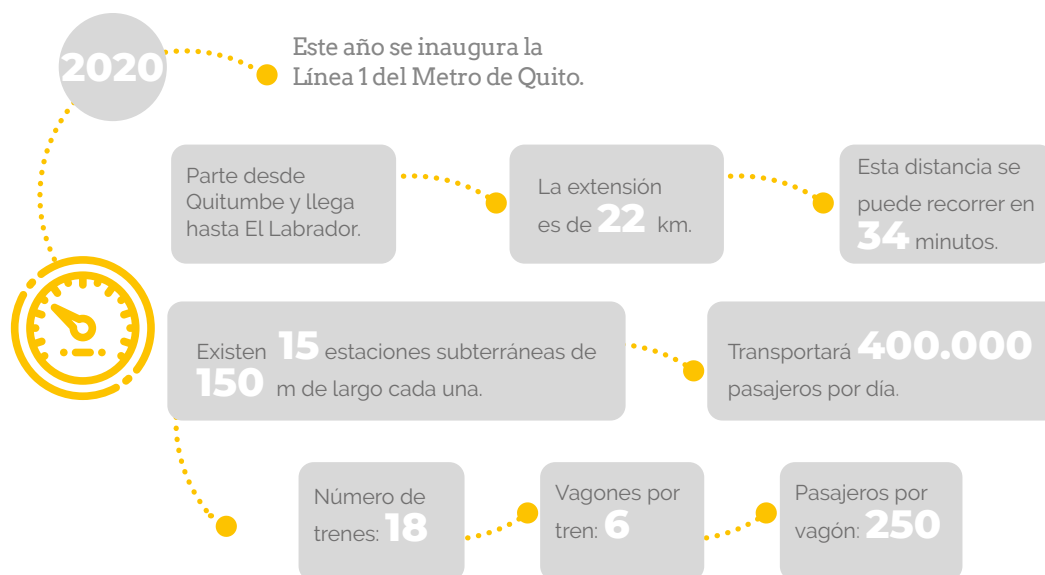 2020
Este año se inaugura la
Línea 1 del Metro de Quito.
Parte desde
Quitumbe y llega
hasta El Labrador.
La extensión
es de 22 km.
Esta distancia se
puede recorrer en
34 minutos.
Existen 15 estaciones subterráneas de
150 m de largo cada una.
Transportará 400.000
pasajeros por día.
Número de
trenes: 18
Vagones por
tren: 6
Pasajeros por
vagón: 250